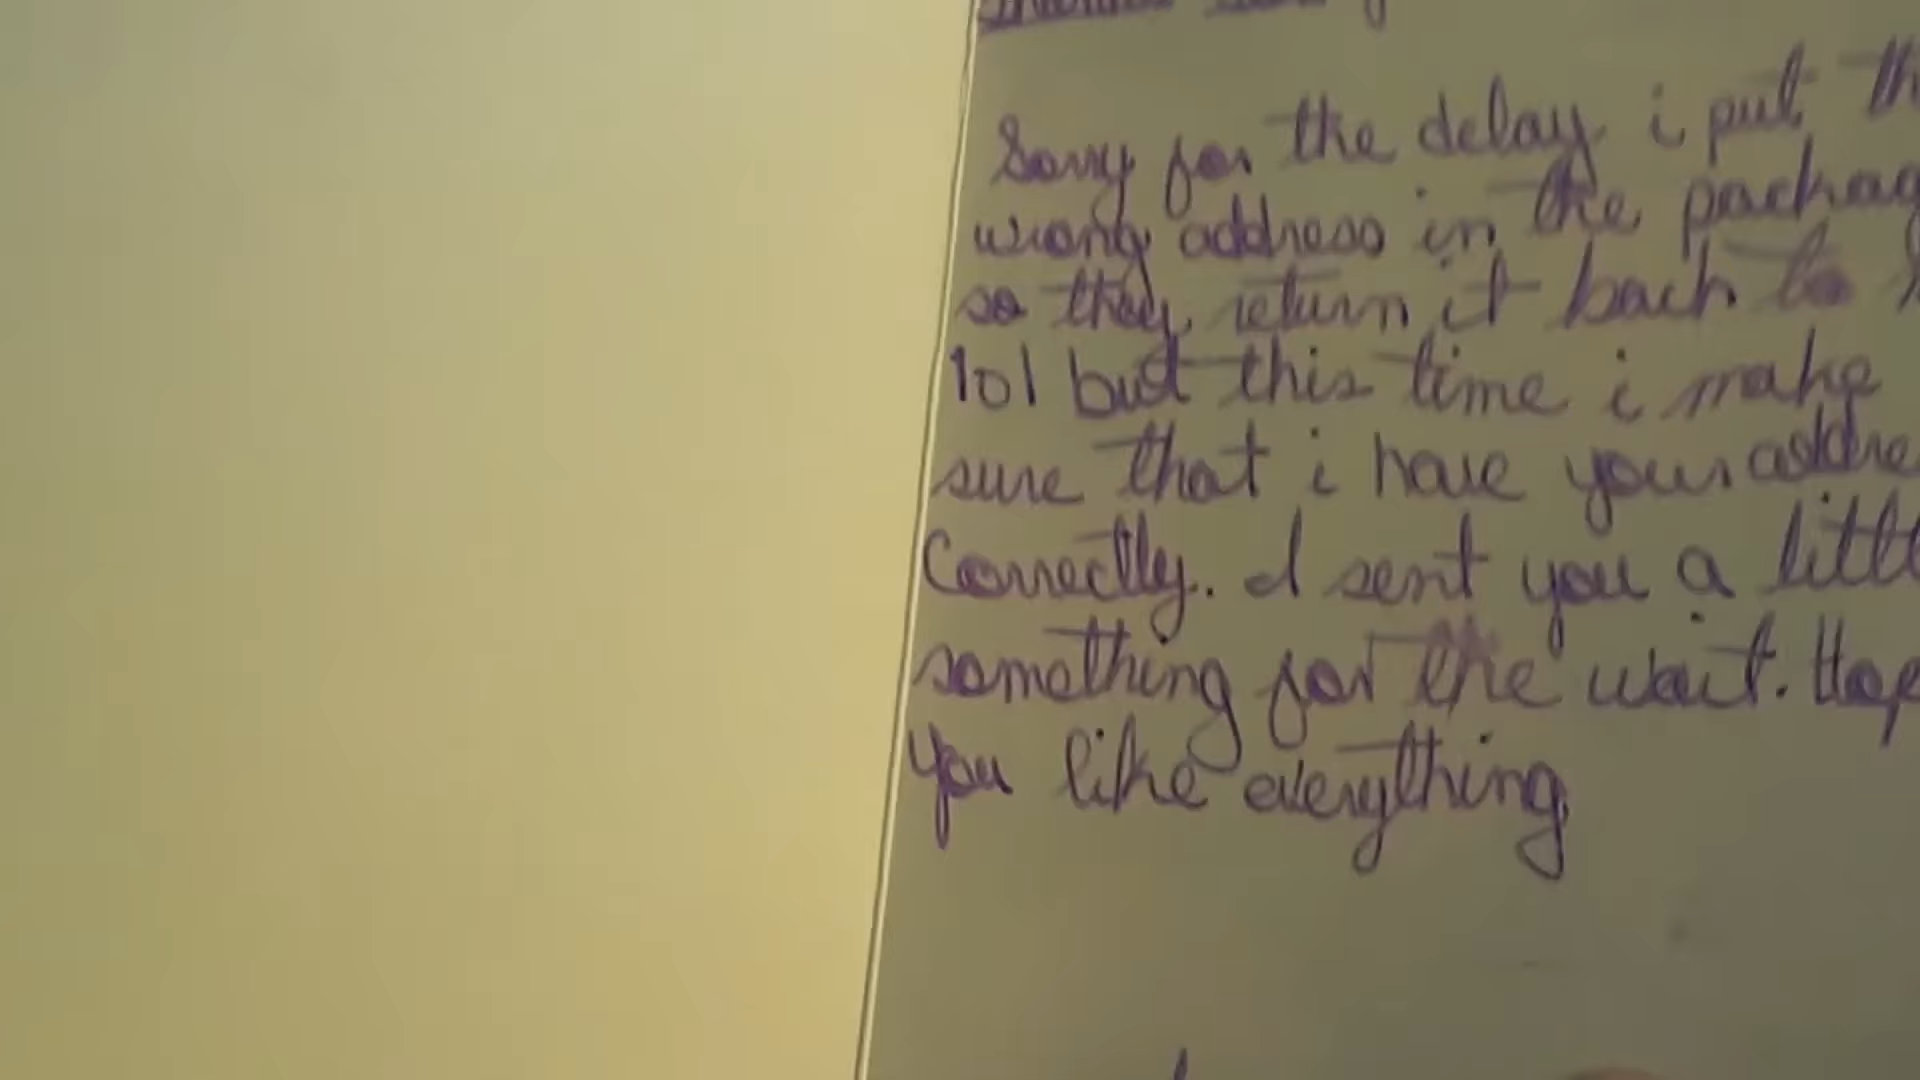 Sorry for the delay i put th
wrong address in the packag
so they return it back to
lol but this time i make
sure that i have your addre
Correctly. I sent you a littl
something for the wait. Hop
you like everything